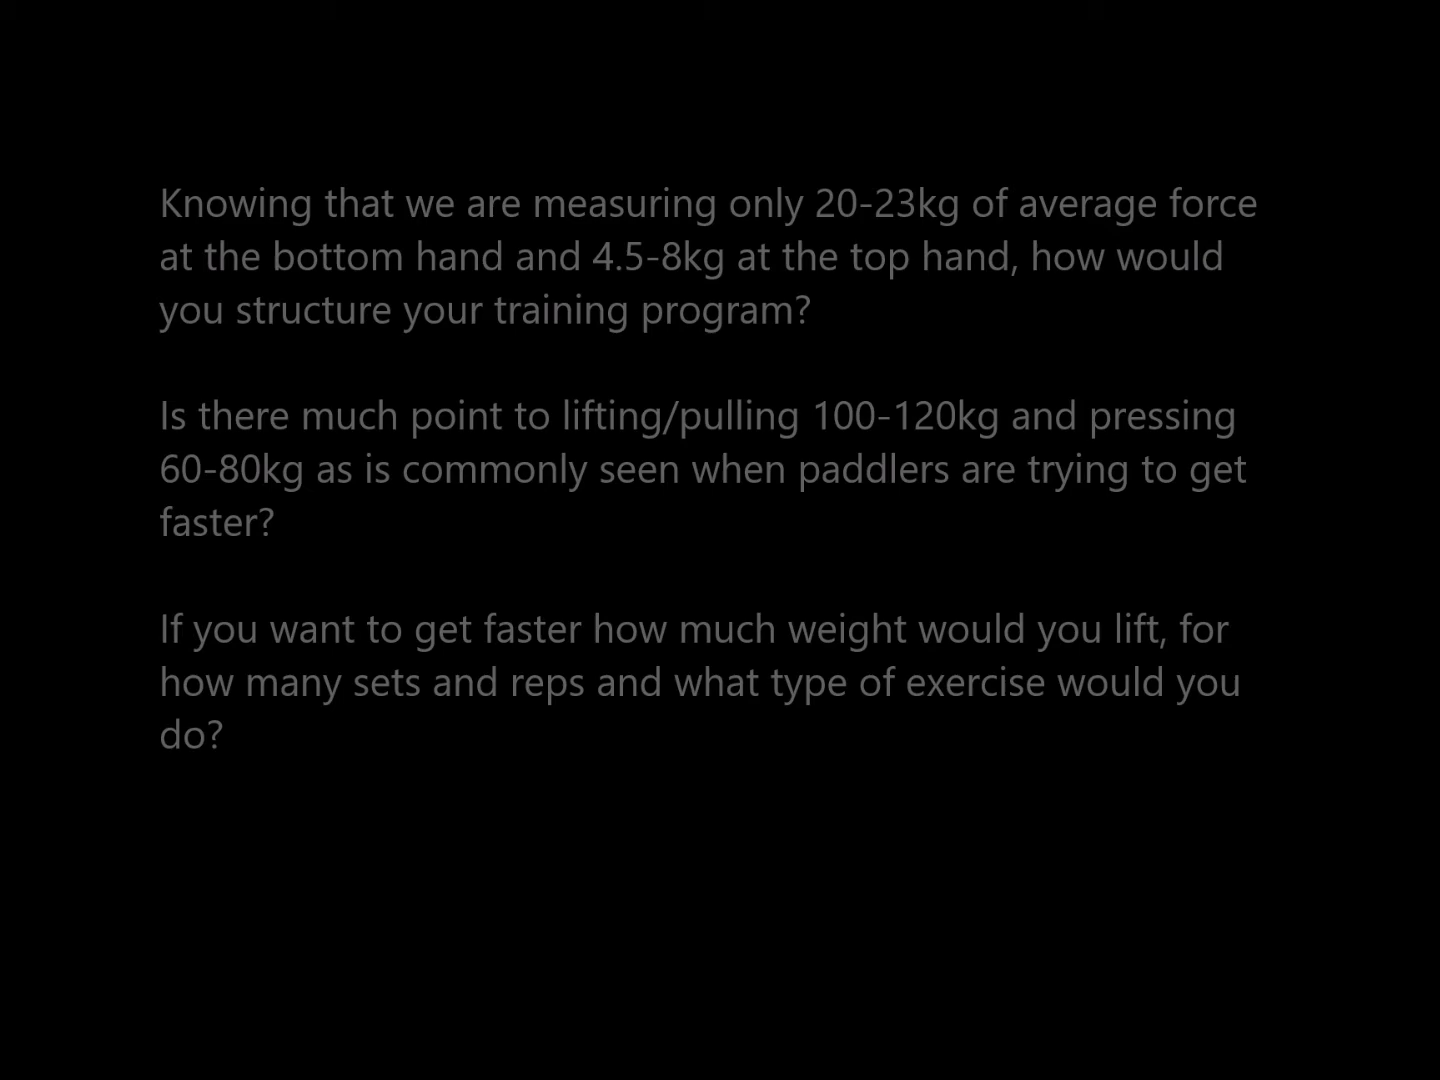 Knowing that we are measuring only 20-23kg of average force
at the bottom hand and 4.5-8kg at the top hand, how would
you structure your training program?
Is there much point to lifting/pulling 100-120kg and pressing
60-80kg as is commonly seen when paddlers are trying to get
faster?
If you want to get faster how much weight would you lift, for
how many sets and reps and what type of exercise would you
do?